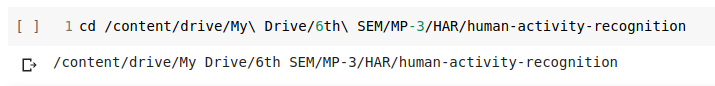 [ ] 1 cd /content/drive/My\ Drive/6th\ SEM/MP-3/HAR/human-activity-recognition
/content/drive/My Drive/6th SEM/MP-3/HAR/human-activity-recognition